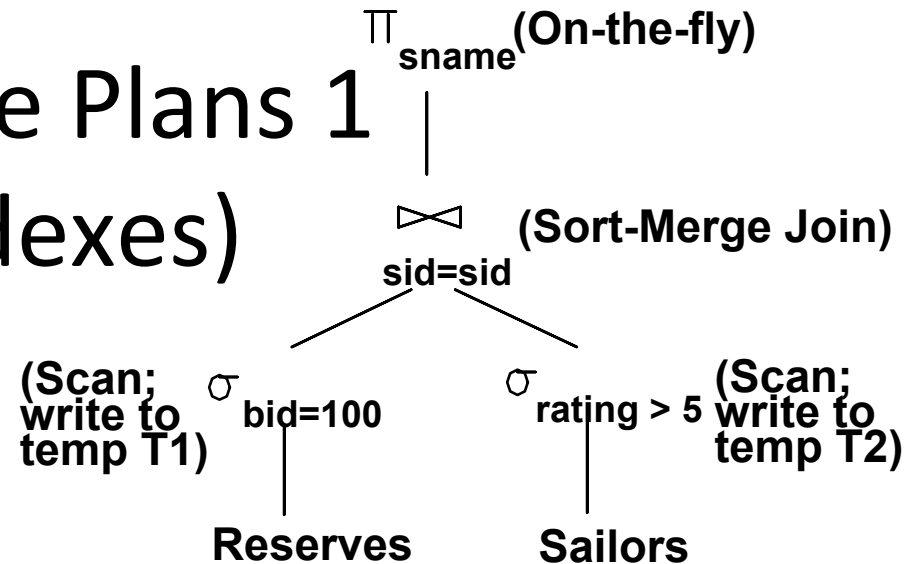 π sname (On-the-fly)
e Plans 1
dexes)
⋈ (Sort-Merge Join)
sid=sid
(Scan; write to temp T1)
σ bid=100
σ rating > 5
(Scan; write to temp T2)
Reserves
Sailors